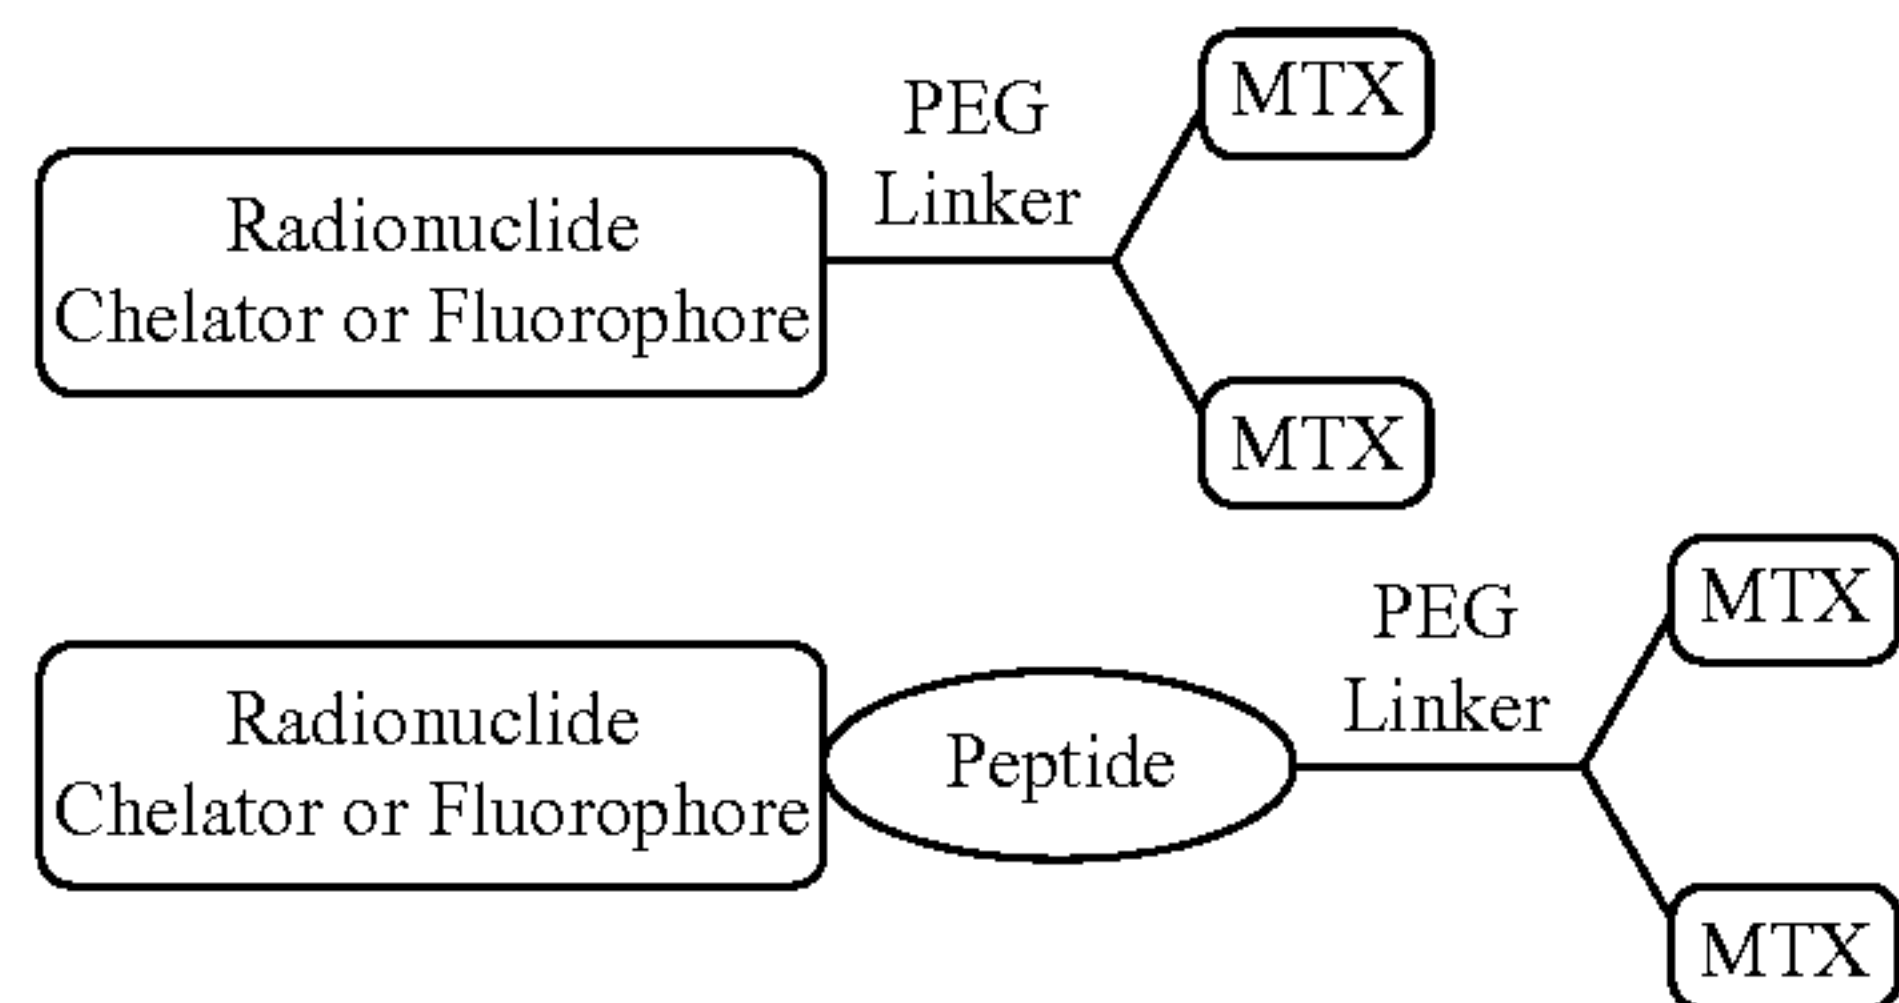 MTX
PEG
Linker
Radionuclide
Chelator or Fluorophore
MTX
MTX
PEG
Linker
Radionuclide
Chelator or Fluorophore
Peptide
MTX